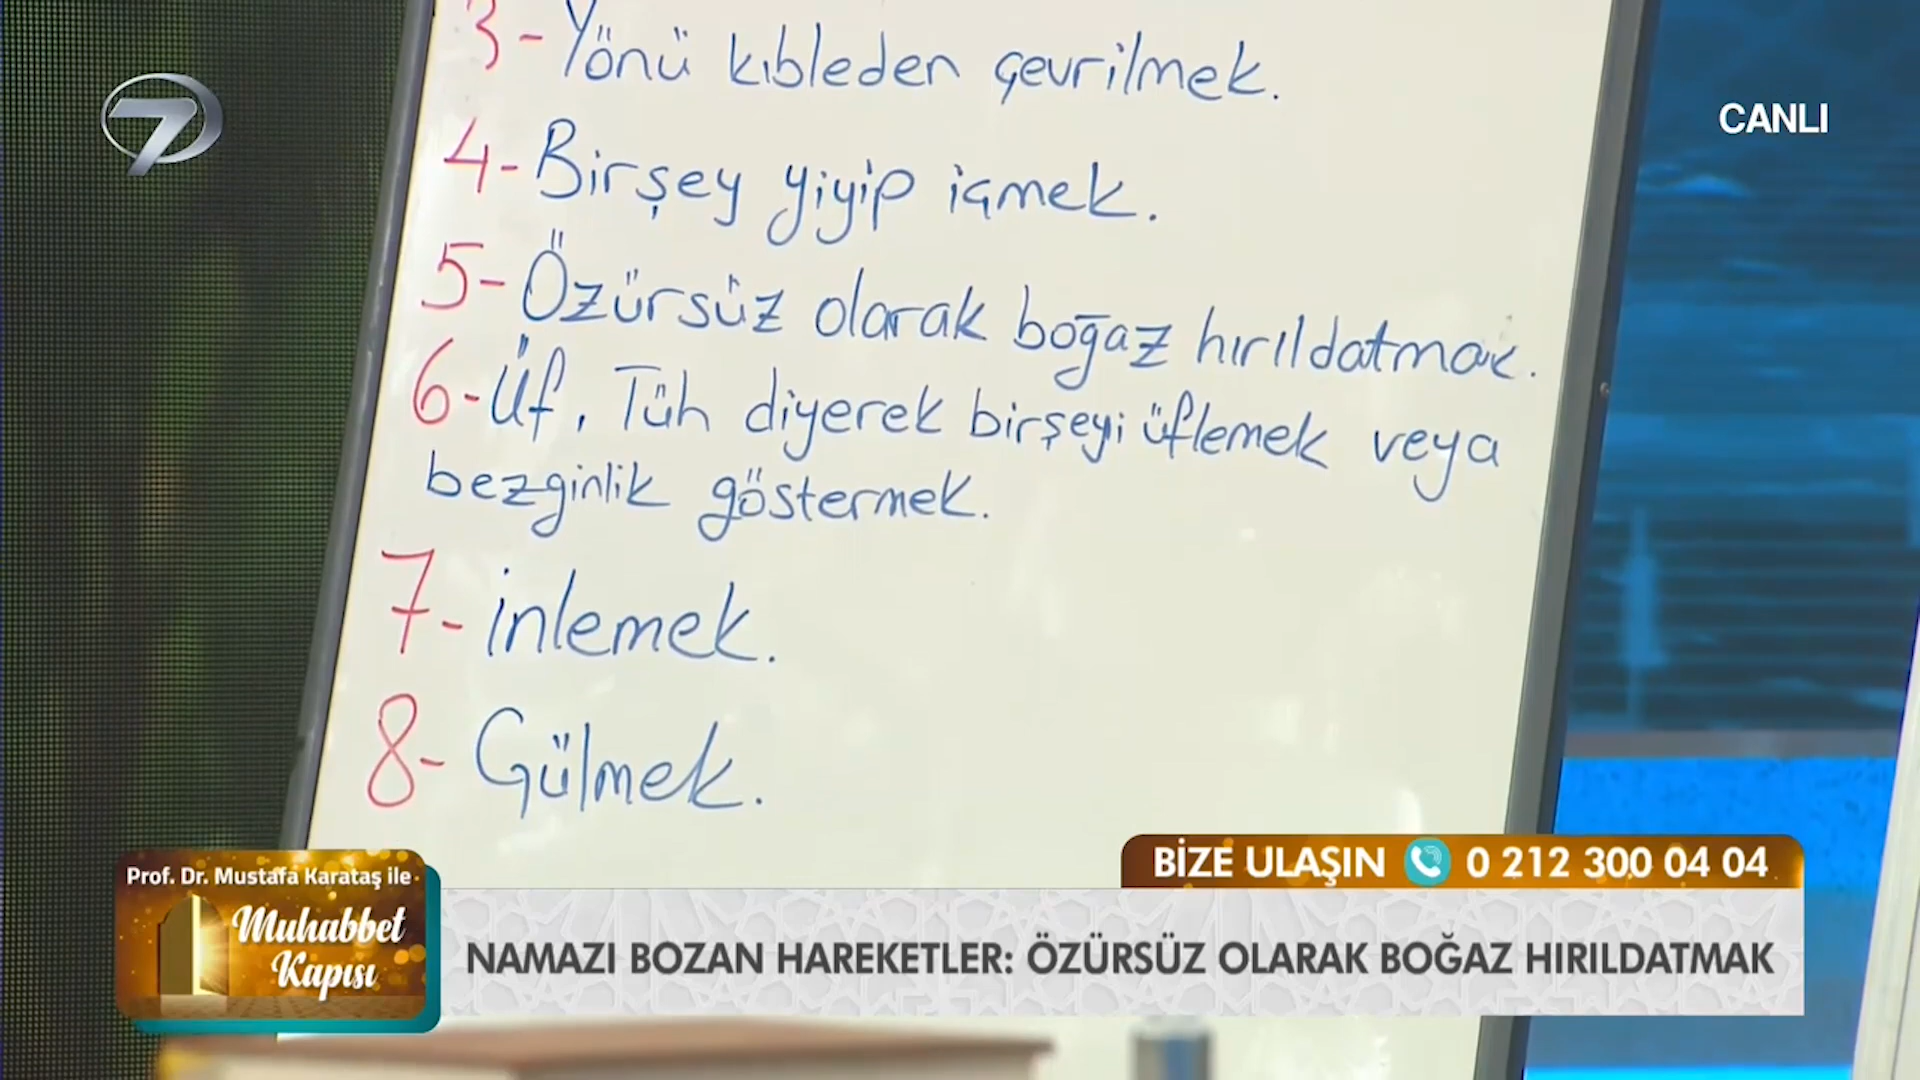 3-Yönü kıbleden çevrilmek.
4-Birşey yiyip içmek.
5-Özürsüz olarak boğaz hırıldatmak.
6-Üf, Tüh diyerek birşeyi üflemek veya
bezginlik göstermek.
7-inlemek.
8-Gülmek.
7
CANLI
BİZE ULAŞIN 0 212 300 04 04
Prof. Dr. Mustafa Karataş ile
Muhabbet
Kapısı
NAMAZI BOZAN HAREKETLER: ÖZÜRSÜZ OLARAK BOĞAZ HIRILDATMAK